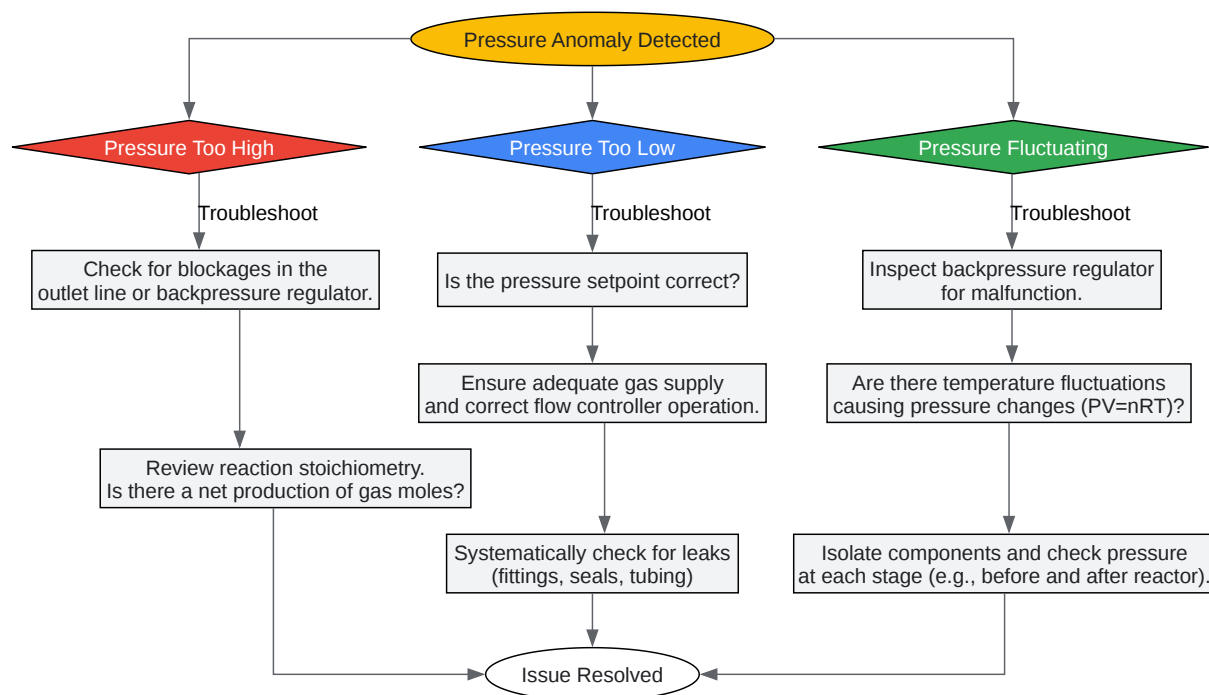 Pressure Anomaly Detected
Pressure Too High
Pressure Too Low
Pressure Fluctuating
Troubleshoot
Troubleshoot
Troubleshoot
Check for blockages in the
outlet line or backpressure regulator.
Is the pressure setpoint correct?
Inspect backpressure regulator
for malfunction.
Ensure adequate gas supply
and correct flow controller operation.
Are there temperature fluctuations
causing pressure changes (PV=nRT)?
Review reaction stoichiometry.
Is there a net production of gas moles?
Systematically check for leaks
(fittings, seals, tubing)
Isolate components and check pressure
at each stage (e.g., before and after reactor).
Issue Resolved